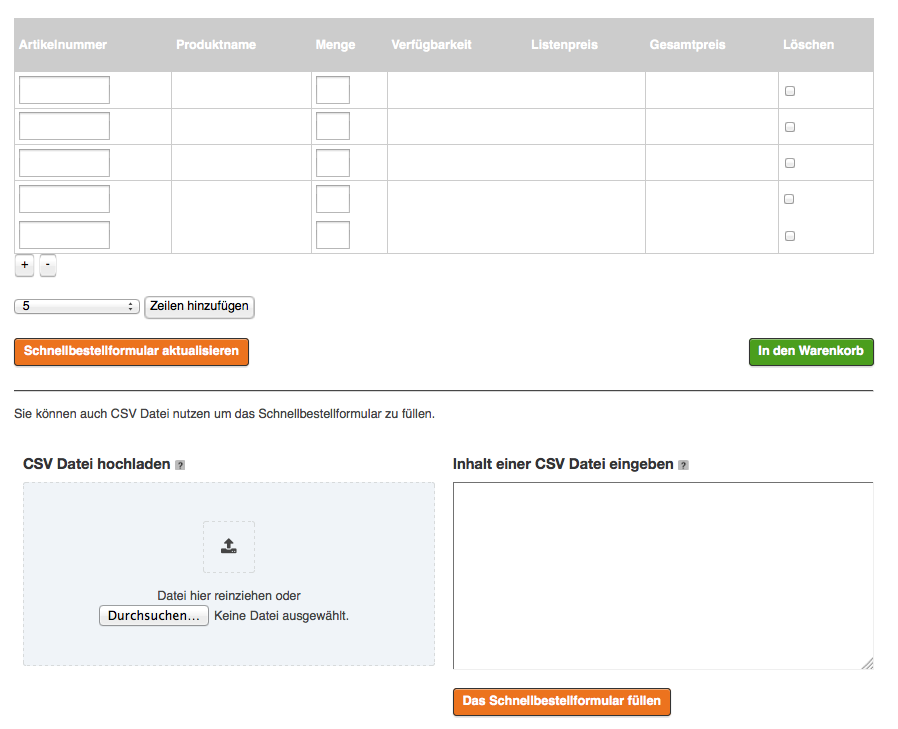 Artikelnummer Produktname Menge Verfügbarkeit Listenpreis Gesamtpreis Löschen
+ -
5 Zeilen hinzufügen
Schnellbestellformular aktualisieren In den Warenkorb
Sie können auch CSV Datei nutzen um das Schnellbestellformular zu füllen.
CSV Datei hochladen ? Inhalt einer CSV Datei eingeben ?
Datei hier reinziehen oder
Durchsuchen... Keine Datei ausgewählt.
Das Schnellbestellformular füllen